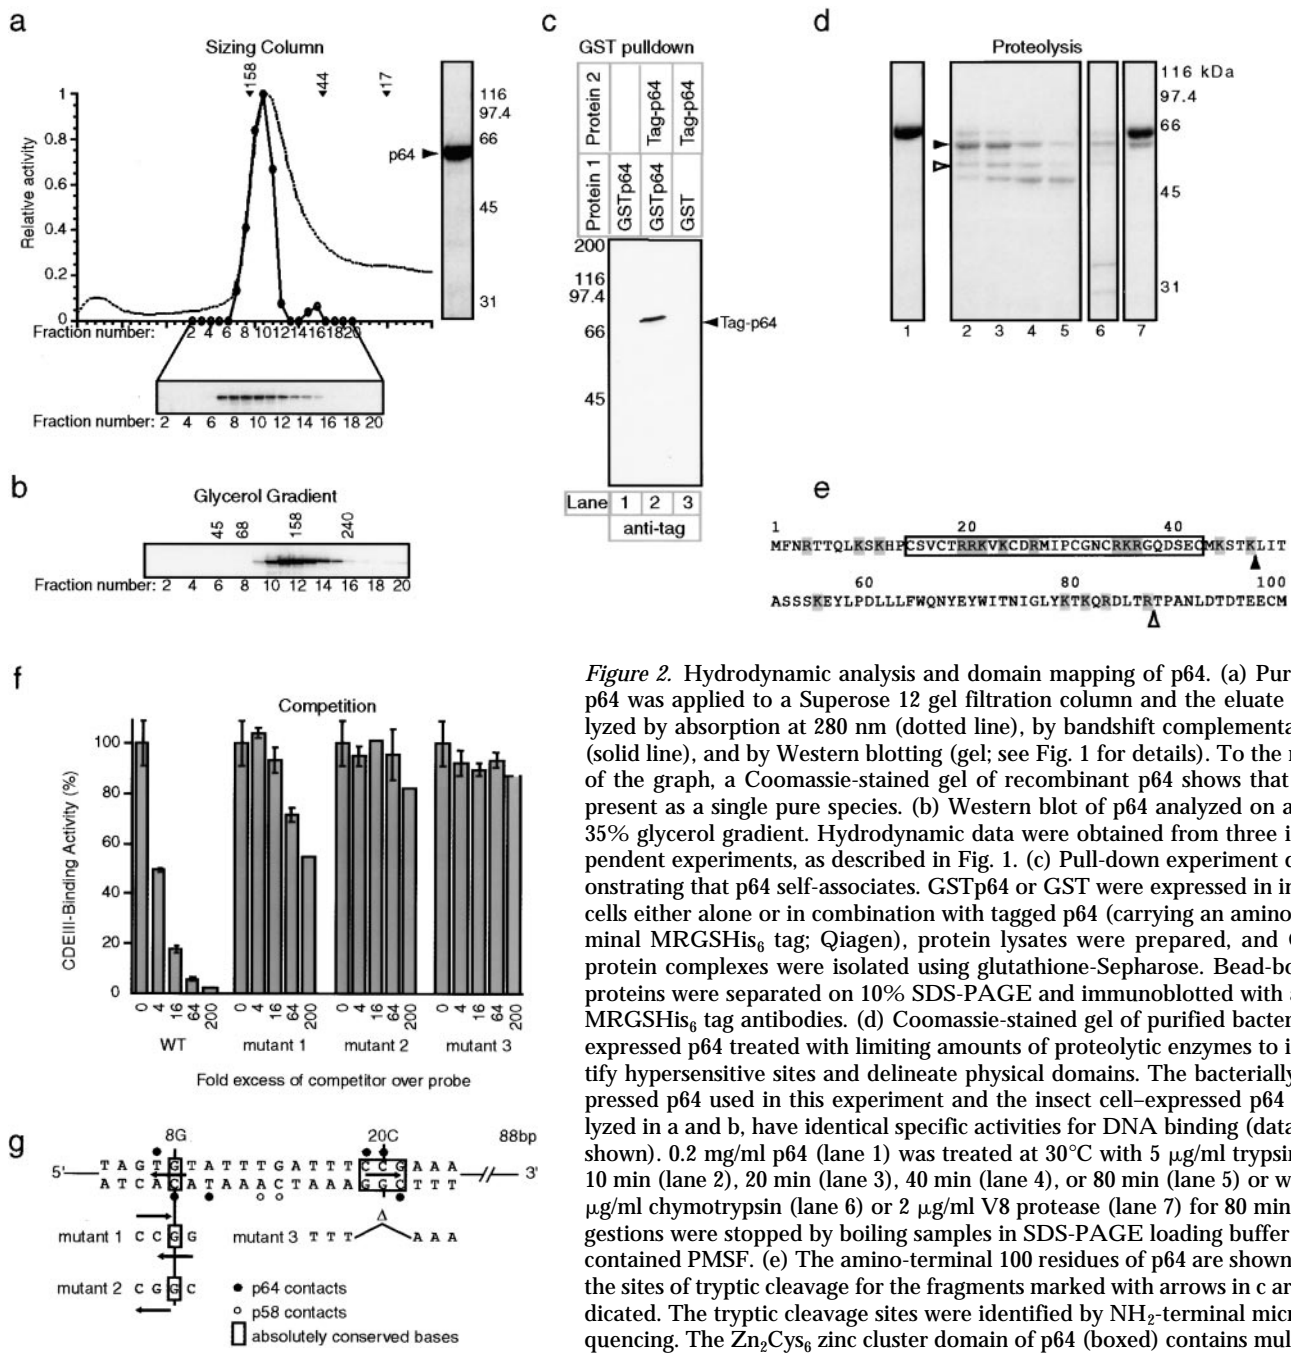 a
Sizing Column
158
44
17
1
0.8
0.6
0.4
0.2
0
Relative activity
Fraction number: 2 4 6 8 10 12 14 16 18 20
p64
116
97.4
66
45
31
Fraction number: 2 4 6 8 10 12 14 16 18 20
b
Glycerol Gradient
45 68 158 240
Fraction number: 2 4 6 8 10 12 14 16 18 20
c
GST pulldown
Protein 2 Tag-p64 Tag-p64
Protein 1 GSTp64 GSTp64 GST
200
116
97.4
66
45
Tag-p64
Lane 1 2 3
anti-tag
d
Proteolysis
116 kDa
97.4
66
45
31
1 2 3 4 5 6 7
e
1 20 40
MFNRTTQLKSKHPCSVCTRRKVKCDRMIPCGNCRKRGQDSECMKSTKLIT
60 80 100
ASSSKEYLPDLLLFWQNYEYWITNIGLYKTKQRDLTRTPANLDTDTEECM
f
Competition
CDEIII-Binding Activity (%)
100
80
60
40
20
0
0 4 16 64 200 0 4 16 64 200 0 4 16 64 200 0 4 16 64 200
WT mutant 1 mutant 2 mutant 3
Fold excess of competitor over probe
g
8G 20C 88bp
5' T A G T G T A T T T G A T T T C C G A A A 3'
A T C A C A T A A A C T A A A G G C T T T
mutant 1 C C G G mutant 3 T T T Δ A A A
mutant 2 C G G C
p64 contacts
p58 contacts
absolutely conserved bases
Figure 2. Hydrodynamic analysis and domain mapping of p64. (a) Pur
p64 was applied to a Superose 12 gel filtration column and the eluate
lyzed by absorption at 280 nm (dotted line), by bandshift complementa
(solid line), and by Western blotting (gel; see Fig. 1 for details). To the r
of the graph, a Coomassie-stained gel of recombinant p64 shows that
present as a single pure species. (b) Western blot of p64 analyzed on a
35% glycerol gradient. Hydrodynamic data were obtained from three i
pendent experiments, as described in Fig. 1. (c) Pull-down experiment d
onstrating that p64 self-associates. GSTp64 or GST were expressed in in
cells either alone or in combination with tagged p64 (carrying an amino
minal MRGSHis6 tag; Qiagen), protein lysates were prepared, and
protein complexes were isolated using glutathione-Sepharose. Bead-bo
proteins were separated on 10% SDS-PAGE and immunoblotted with a
MRGSHis6 tag antibodies. (d) Coomassie-stained gel of purified bacter
expressed p64 treated with limiting amounts of proteolytic enzymes to i
tify hypersensitive sites and delineate physical domains. The bacterially
pressed p64 used in this experiment and the insect cell–expressed p64
lyzed in a and b, have identical specific activities for DNA binding (data
shown). 0.2 mg/ml p64 (lane 1) was treated at 30°C with 5 μg/ml trypsin
10 min (lane 2), 20 min (lane 3), 40 min (lane 4), or 80 min (lane 5) or w
μg/ml chymotrypsin (lane 6) or 2 μg/ml V8 protease (lane 7) for 80 min
gestions were stopped by boiling samples in SDS-PAGE loading buffer
contained PMSF. (e) The amino-terminal 100 residues of p64 are shown
the sites of tryptic cleavage for the fragments marked with arrows in c ar
dicated. The tryptic cleavage sites were identified by NH2-terminal micr
quencing. The Zn2Cys6 zinc cluster domain of p64 (boxed) contains mul